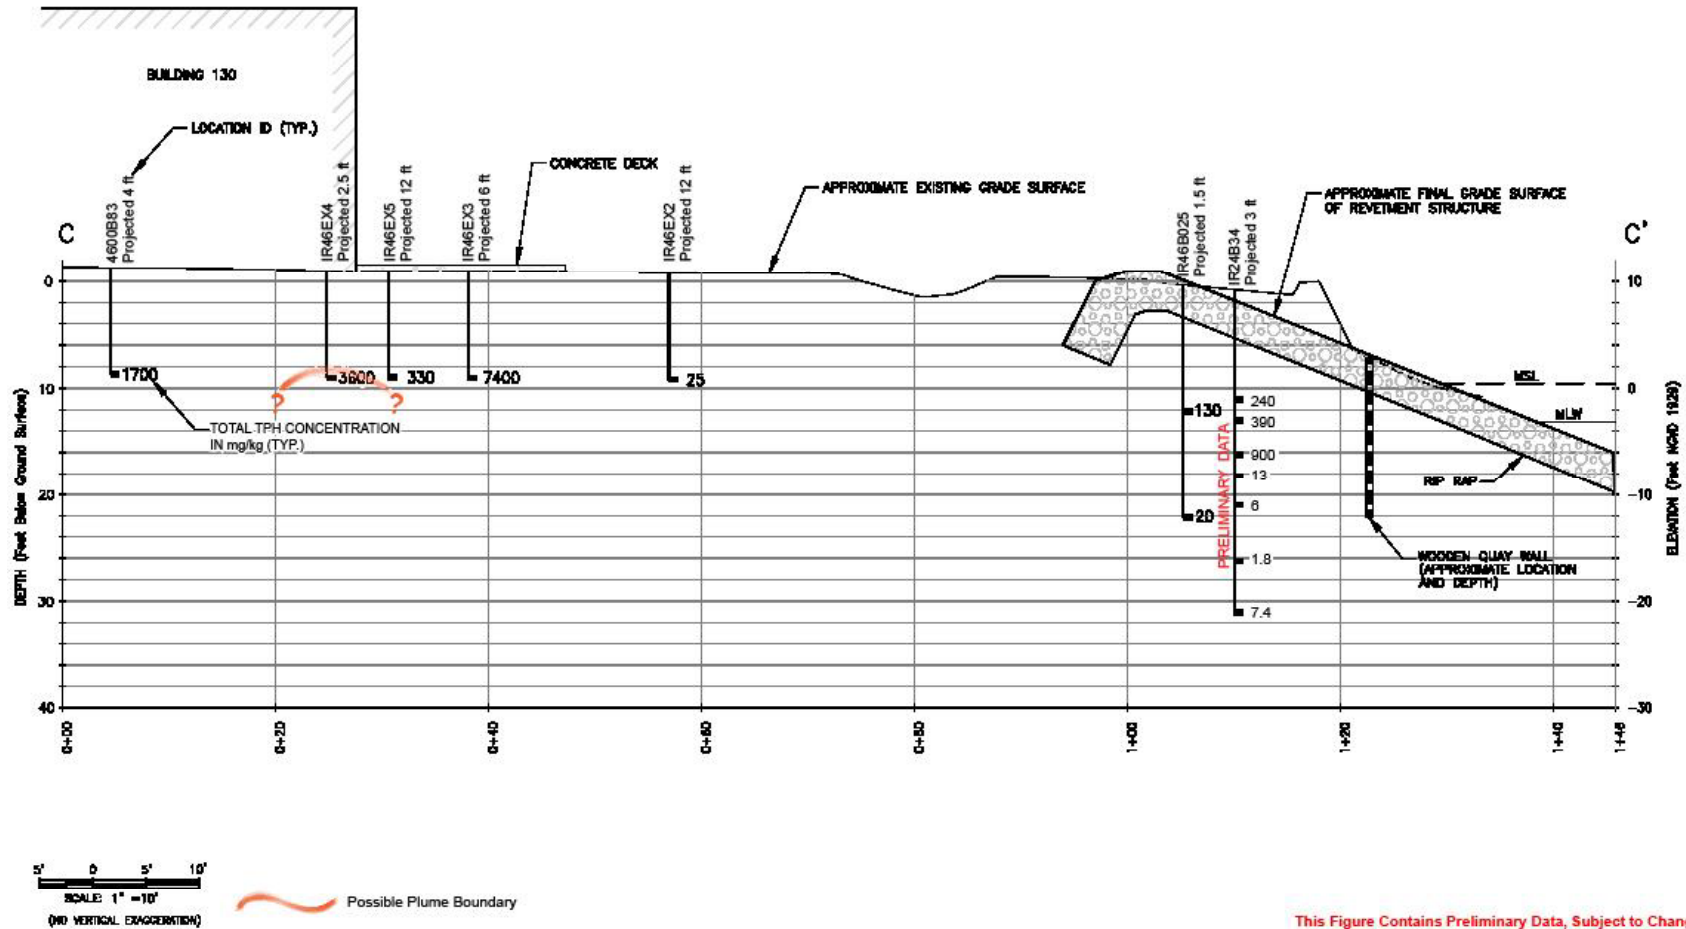 BUILDING 130
LOCATION ID (TYP.)
CONCRETE DECK
APPROXIMATE EXISTING GRADE SURFACE
APPROXIMATE FINAL GRADE SURFACE
OF REVETMENT STRUCTURE
C
C'
4600B83
Projected 4 ft
IR46EX4
Projected 2.5 ft
IR46EX5
Projected 12 ft
IR46EX3
Projected 6 ft
IR46EX2
Projected 12 ft
IR46B025
Projected 1.5 ft
IR24B34
Projected 3 ft
DEPTH (Feet Below Ground Surface)
0
10
20
30
40
1700
3600
330
7400
25
? ?
TOTAL TPH CONCENTRATION
IN mg/kg (TYP.)
130
20
PRELIMINARY DATA
240
390
900
13
6
1.8
7.4
MSL
MLW
RIP RAP
WOODEN QUAY WALL
(APPROXIMATE LOCATION
AND DEPTH)
10
0
-10
-20
-30
ELEVATION (Feet NGVD 1929)
0+00
0+20
0+40
0+60
0+80
1+00
1+20
1+40
1+46
5' 0 5' 10'
SCALE: 1" =10'
(NO VERTICAL EXAGGERATION)
Possible Plume Boundary
This Figure Contains Preliminary Data, Subject to Chan